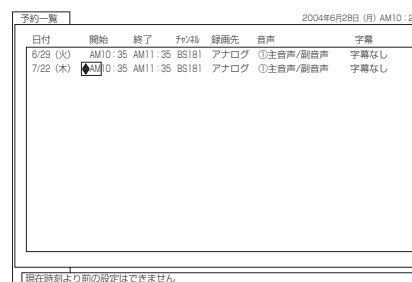 予約一覧 2004年6月28日（月）AM10：2
日付 開始 終了 ﾁｬﾝﾈﾙ 録画先 音声 字幕
6/29（火） AM10：35 AM11：35 BS181 アナログ ①主音声/副音声 字幕なし
7/22（木） AM10：35 AM11：35 BS181 アナログ ①主音声/副音声 字幕なし
現在時刻より前の設定はできません